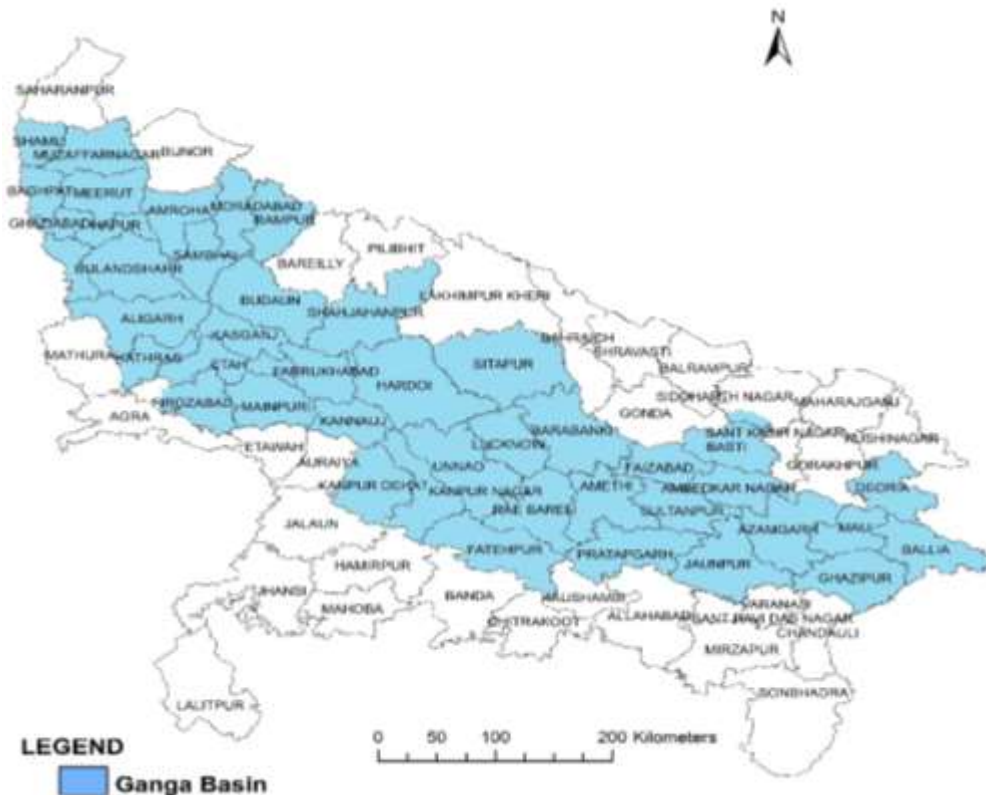 N
SAHARANPUR
SHAMLI
MUZAFFARNAGAR
BIJNOR
BAGHPAT
MEERUT
GHAZIABAD
HAPUR
AMROHA
MORADABAD
RAMPUR
SAMBHAL
BULANDSHAHR
BAREILLY
PILIBHIT
BUDAUN
SHAHJAHANPUR
LAKHIMPUR KHERI
ALIGARH
KASGANJ
MATHURA
HATHRAS
ETAH
FARRUKHABAD
HARDOI
SITAPUR
BAHRAICH
SHRAVASTI
BALRAMPUR
SIDDHARTH NAGAR
MAHARAJGANJ
AGRA
FIROZABAD
MAINPURI
KANNAUJ
GONDA
ETAWAH
AURAIYA
LUCKNOW
BARABANKI
SANT KABIR NAGAR
BASTI
KUSHINAGAR
GORAKHPUR
KANPUR DEHAT
UNNAO
KANPUR NAGAR
RAE BARELI
AMETHI
FAIZABAD
AMBEDKAR NAGAR
SULTANPUR
DEORIA
AZAMGARH
MAU
BALLIA
JALAUN
FATEHPUR
PRATAPGARH
JAUNPUR
GHAZIPUR
HAMIRPUR
JHANSI
MAHOBA
BANDA
CHITRAKOOT
KAUSHAMBI
ALLAHABAD
VARANASI
SANT RAVI DAS NAGAR
CHANDAULI
MIRZAPUR
SONBHADRA
LALITPUR
0 50 100 200 Kilometers
LEGEND
Ganga Basin